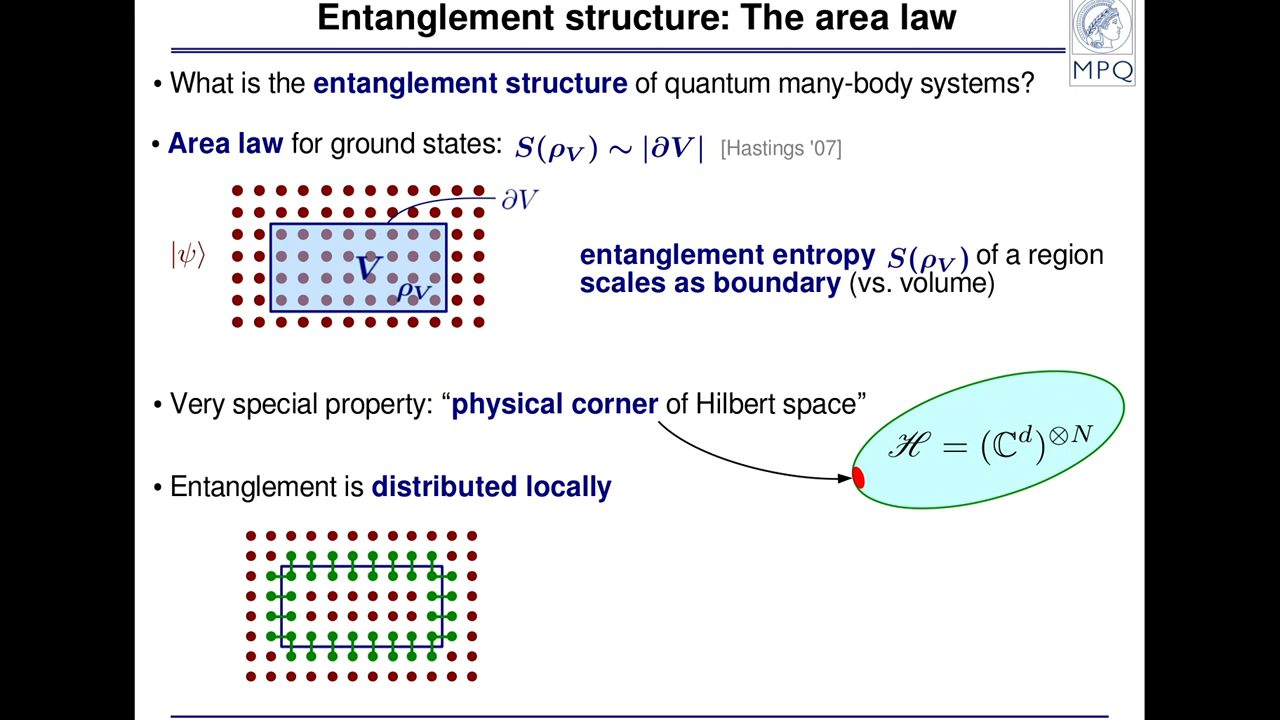 Entanglement structure: The area law
MPQ
• What is the entanglement structure of quantum many-body systems?
• Area law for ground states: S(ρ_V) ∼ |∂V| [Hastings '07]
∂V
|ψ⟩
V
ρ_V
entanglement entropy S(ρ_V) of a region
scales as boundary (vs. volume)
• Very special property: “physical corner of Hilbert space”
ℋ = (ℂ^d)^⊗N
• Entanglement is distributed locally